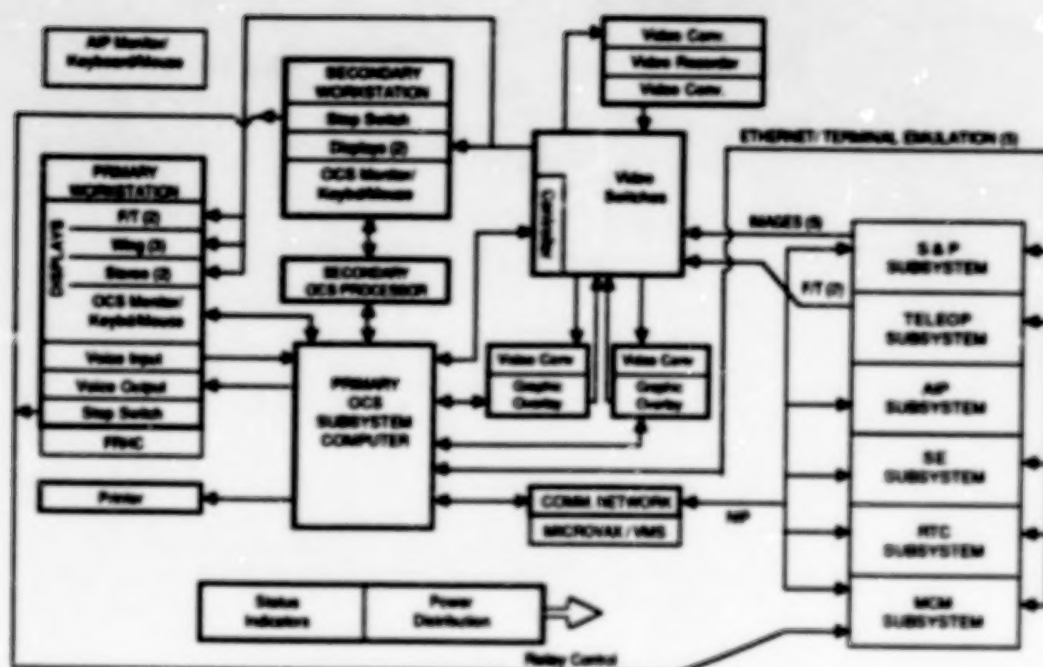 AIP Monitor/
Keyboard/Mouse
SECONDARY
WORKSTATION
Stop Switch
Displays (2)
OCS Monitor/
Keybd/Mouse
Video Conv.
Video Recorder
Video Conv.
ETHERNET/TERMINAL EMULATION (5)
PRIMARY
WORKSTATION
DISPLAYS
F/T (2)
Wing (3)
Stereo (2)
OCS Monitor/
Keybd/Mouse
Voice Input
Voice Output
Stop Switch
FRHC
Printer
SECONDARY
OCS PROCESSOR
PRIMARY
OCS
SUBSYSTEM
COMPUTER
Video
Switches
Controller
Video Conv
Graphic
Overlay
Video Conv
Graphic
Overlay
COMM. NETWORK
MICROVAX / VMS
IMAGES (5)
F/T (2)
NIP
S & P
SUBSYSTEM
TELEOP
SUBSYSTEM
AIP
SUBSYSTEM
SE
SUBSYSTEM
RTC
SUBSYSTEM
MCM
SUBSYSTEM
Status
Indicators
Power
Distribution
Relay Control